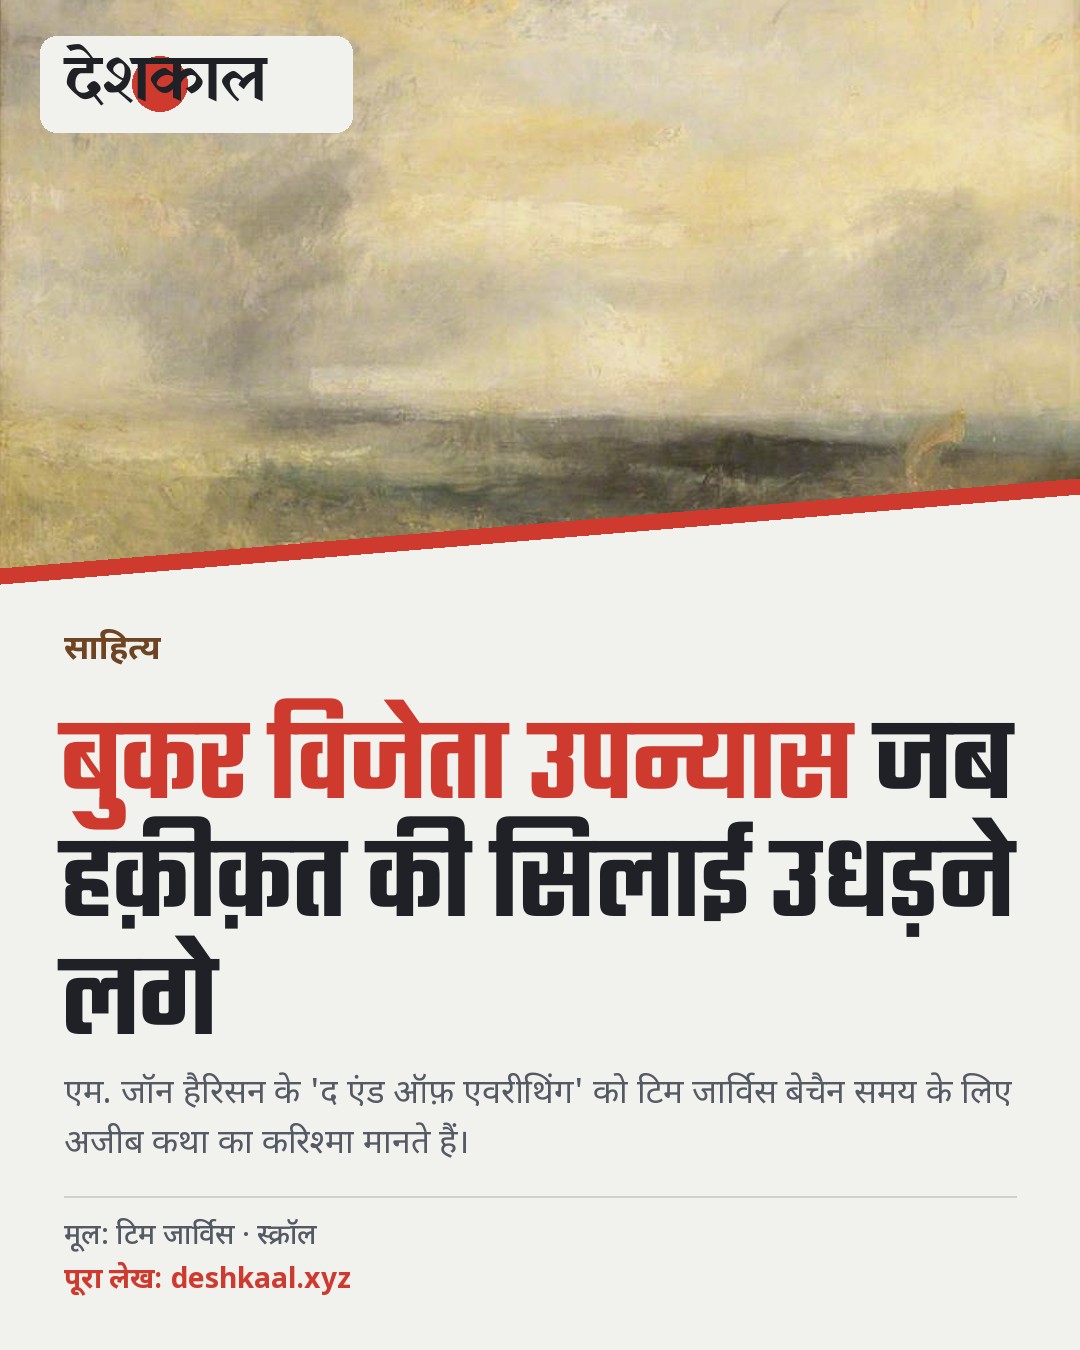 देशकाल
साहित्य
बुकर विजेता उपन्यास जब
हक़ीक़त की सिलाई उधड़ने
लगे
एम. जॉन हैरिसन के 'द एंड ऑफ़ एवरीथिंग' को टिम जार्विस बेचैन समय के लिए
अजीब कथा का करिश्मा मानते हैं।
मूल: टिम जार्विस · स्क्रॉल
पूरा लेख: deshkaal.xyz